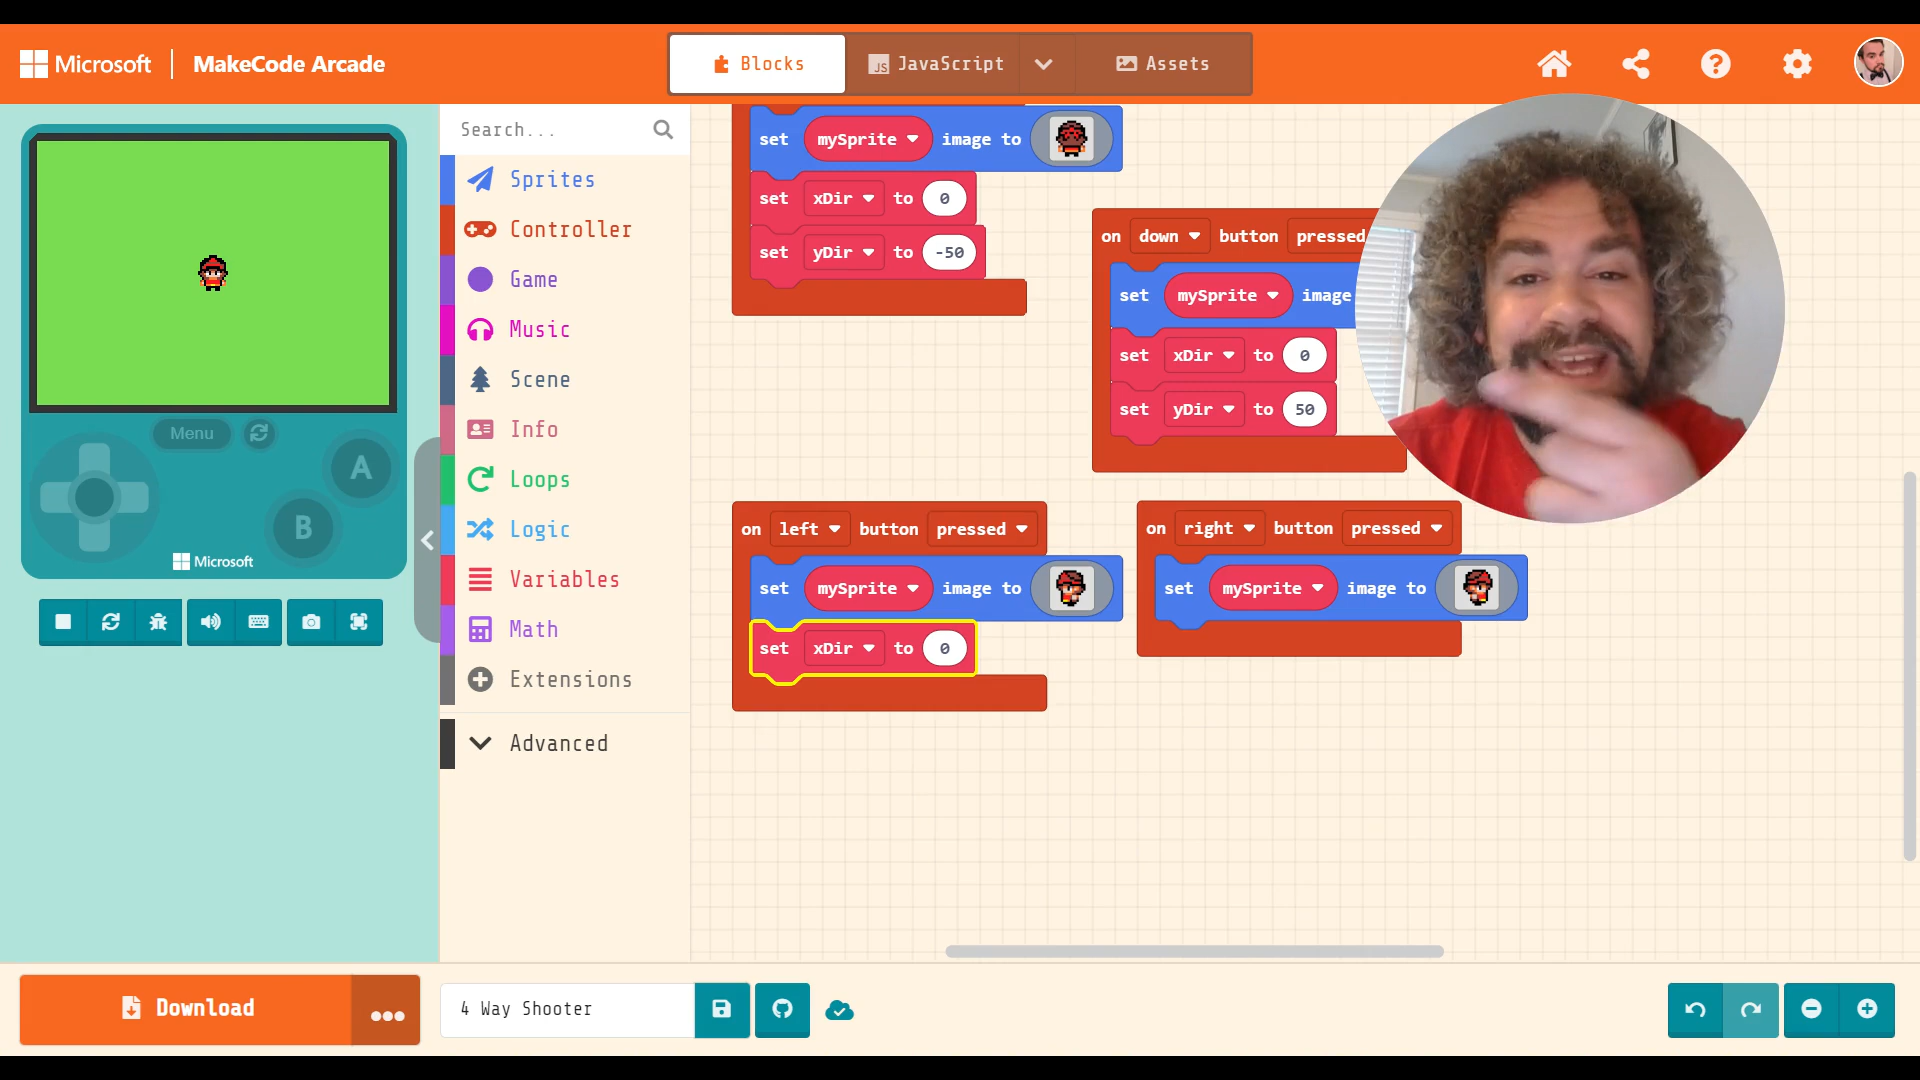 Microsoft
MakeCode Arcade
Blocks
JS JavaScript
Assets
Menu
A
B
Microsoft
Search...
Sprites
Controller
Game
Music
Scene
Info
Loops
Logic
Variables
Math
Extensions
Advanced
set mySprite image to
set xDir to 0
set yDir to -50
on down button pressed
set mySprite image
set xDir to 0
set yDir to 50
on left button pressed
set mySprite image to
set xDir to 0
on right button pressed
set mySprite image to
Download
4 Way Shooter